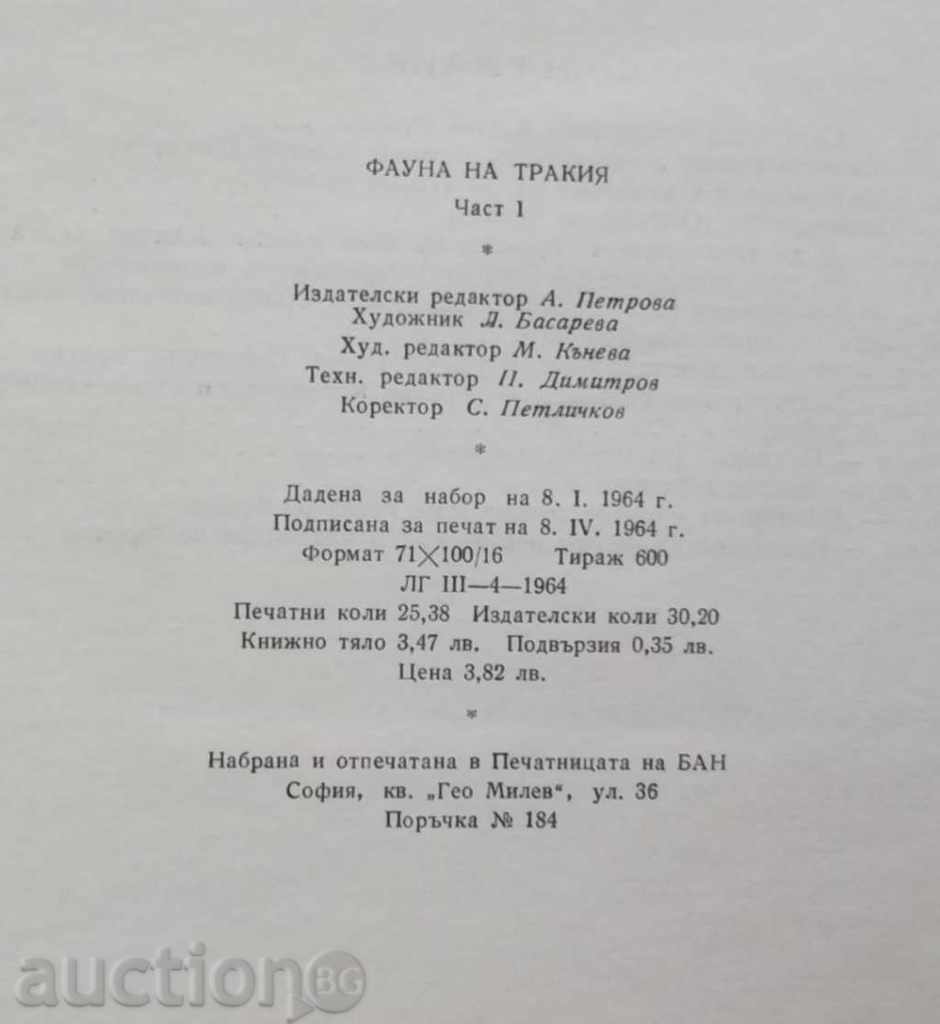 ФАУНА НА ТРАКИЯ
Част I
*
Издателски редактор А. Петрова
Художник Л. Басарева
Худ. редактор М. Кънева
Техн. редактор П. Димитров
Коректор С. Петличков
*
Дадена за набор на 8. I. 1964 г.
Подписана за печат на 8. IV. 1964 г.
Формат 71×100/16 Тираж 600
ЛГ III—4—1964
Печатни коли 25,38 Издателски коли 30,20
Книжно тяло 3,47 лв. Подвързия 0,35 лв.
Цена 3,82 лв.
*
Набрана и отпечатана в Печатницата на БАН
София, кв. „Гео Милев“, ул. 36
Поръчка № 184
auction BG